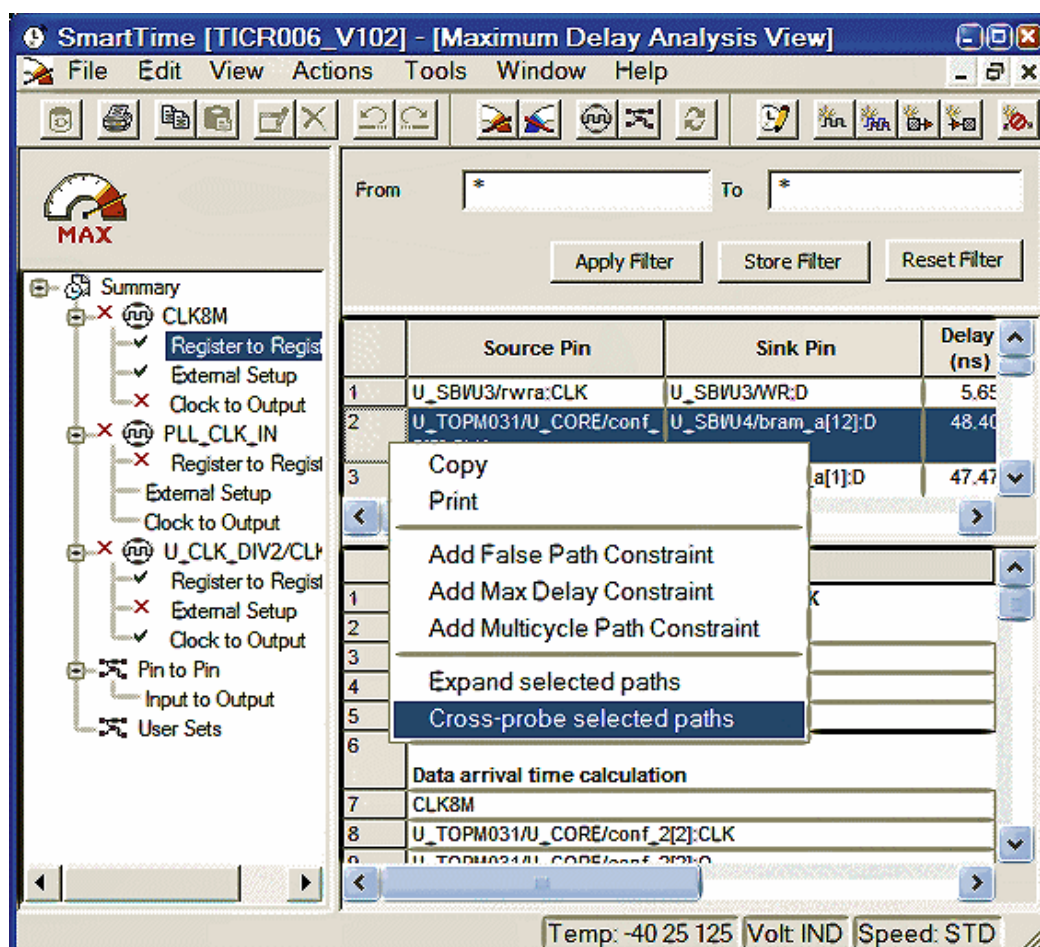 SmartTime [TICR006_V102] - [Maximum Delay Analysis View]
File Edit View Actions Tools Window Help
MAX
From * To *
Apply Filter Store Filter Reset Filter
Summary
CLK8M
Register to Regist
External Setup
Clock to Output
PLL_CLK_IN
Register to Regist
External Setup
Clock to Output
U_CLK_DIV2/CLK
Register to Regist
External Setup
Clock to Output
Pin to Pin
Input to Output
User Sets
Source Pin Sink Pin Delay (ns)
1 U_SBI/U3/rwra:CLK U_SBI/U3/WR:D 5.65
2 U_TOPM031/U_CORE/conf_ U_SBI/U4/bram_a[12]:D 48.40
3 a[1]:D 47.47
Copy
Print
Add False Path Constraint
Add Max Delay Constraint
Add Multicycle Path Constraint
Expand selected paths
Cross-probe selected paths
1 K
2
3
4
5
6
Data arrival time calculation
7 CLK8M
8 U_TOPM031/U_CORE/conf_2[2]:CLK
9 U_TOPM031/U_CORE/conf_2[2]:Q
Temp: -40 25 125 Volt: IND Speed: STD